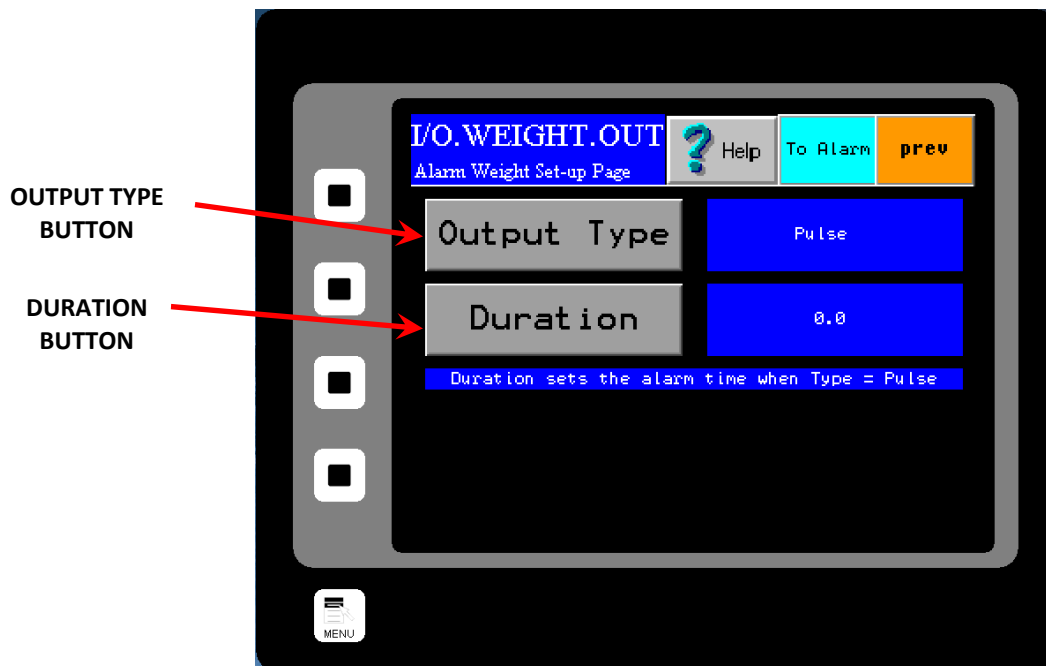 I/O.WEIGHT.OUT
Alarm Weight Set-up Page
? Help
To Alarm
prev
OUTPUT TYPE
BUTTON
Output Type
Pulse
DURATION
BUTTON
Duration
0.0
Duration sets the alarm time when Type = Pulse
MENU